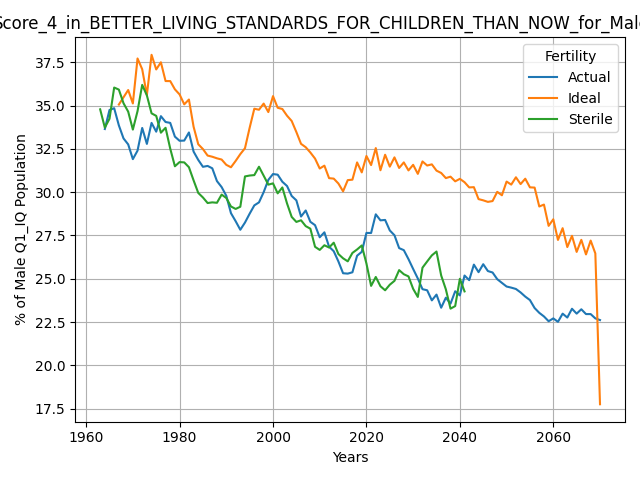 Score_4_in_BETTER_LIVING_STANDARDS_FOR_CHILDREN_THAN_NOW_for_Male
Fertility
Actual
Ideal
Sterile
% of Male Q1_IQ Population
37.5
35.0
32.5
30.0
27.5
25.0
22.5
20.0
17.5
1960
1980
2000
2020
2040
2060
Years